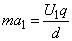 ma₁ = U₁q / d